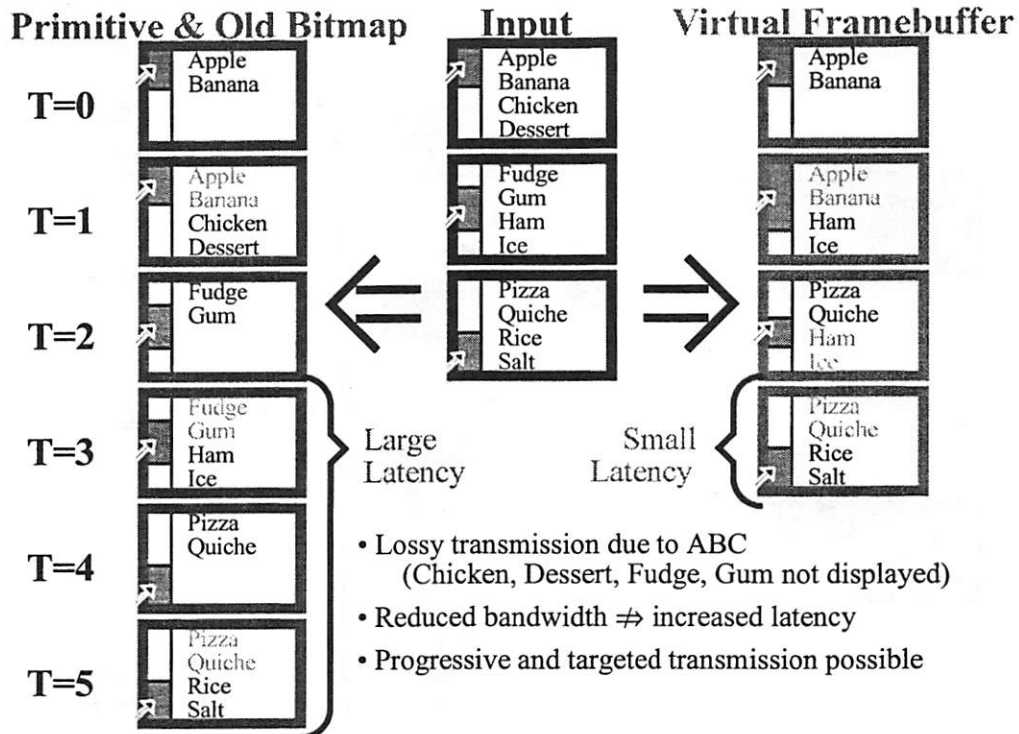 Primitive & Old Bitmap
Input
Virtual Framebuffer
T=0
Apple
Banana
Apple
Banana
Chicken
Dessert
Apple
Banana
T=1
Apple
Banana
Chicken
Dessert
Fudge
Gum
Ham
Ice
Apple
Banana
Ham
Ice
T=2
Fudge
Gum
Pizza
Quiche
Rice
Salt
Pizza
Quiche
Ham
Ice
T=3
Fudge
Gum
Ham
Ice
Large
Latency
Small
Latency
Pizza
Quiche
Rice
Salt
T=4
Pizza
Quiche
T=5
Pizza
Quiche
Rice
Salt
• Lossy transmission due to ABC
(Chicken, Dessert, Fudge, Gum not displayed)
• Reduced bandwidth ⇏ increased latency
• Progressive and targeted transmission possible